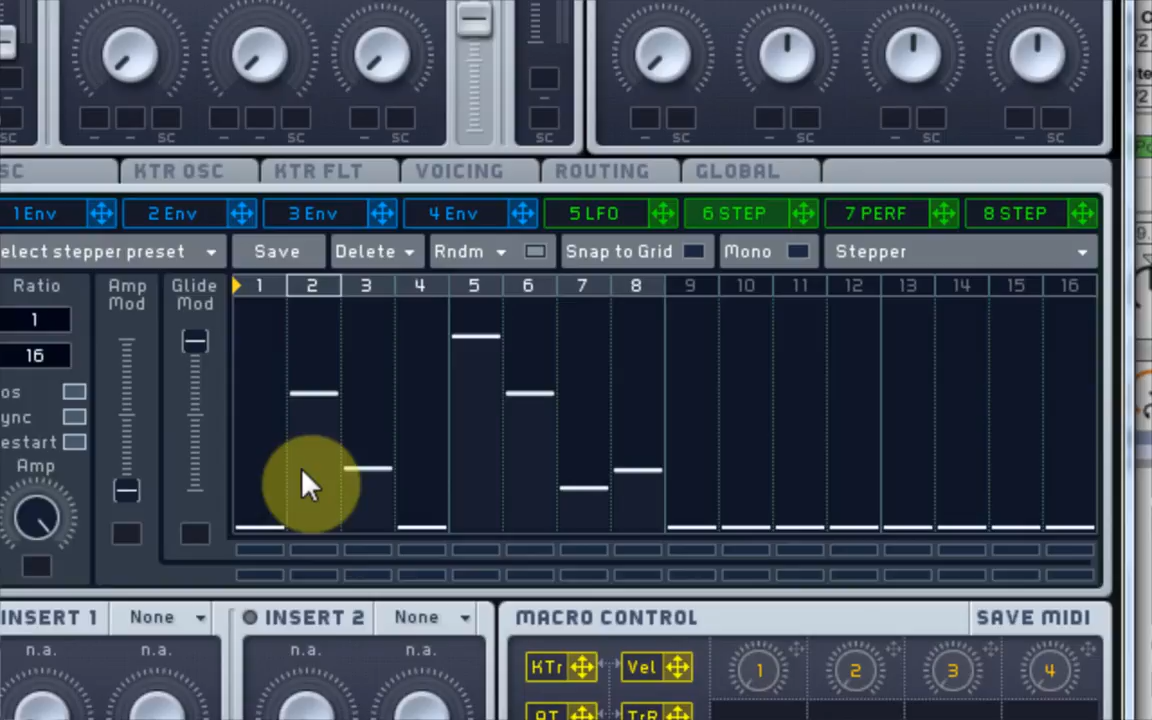 SC SC SC SC SC SC
SC KTR OSC KTR FLT VOICING ROUTING GLOBAL
1Env 2 Env 3 Env 4 Env 5 LFO 6 STEP 7 PERF 8 STEP
elect stepper preset Save Delete Rndm Snap to Grid Mono Stepper
Ratio Amp Mod Glide Mod 1 2 3 4 5 6 7 8 9 10 11 12 13 14 15 16
1
16
os
ync
estart
Amp
INSERT 1 None INSERT 2 None MACRO CONTROL SAVE MIDI
n.a. n.a. n.a. n.a.
KTr Vel 1 2 3 4
AT TrR